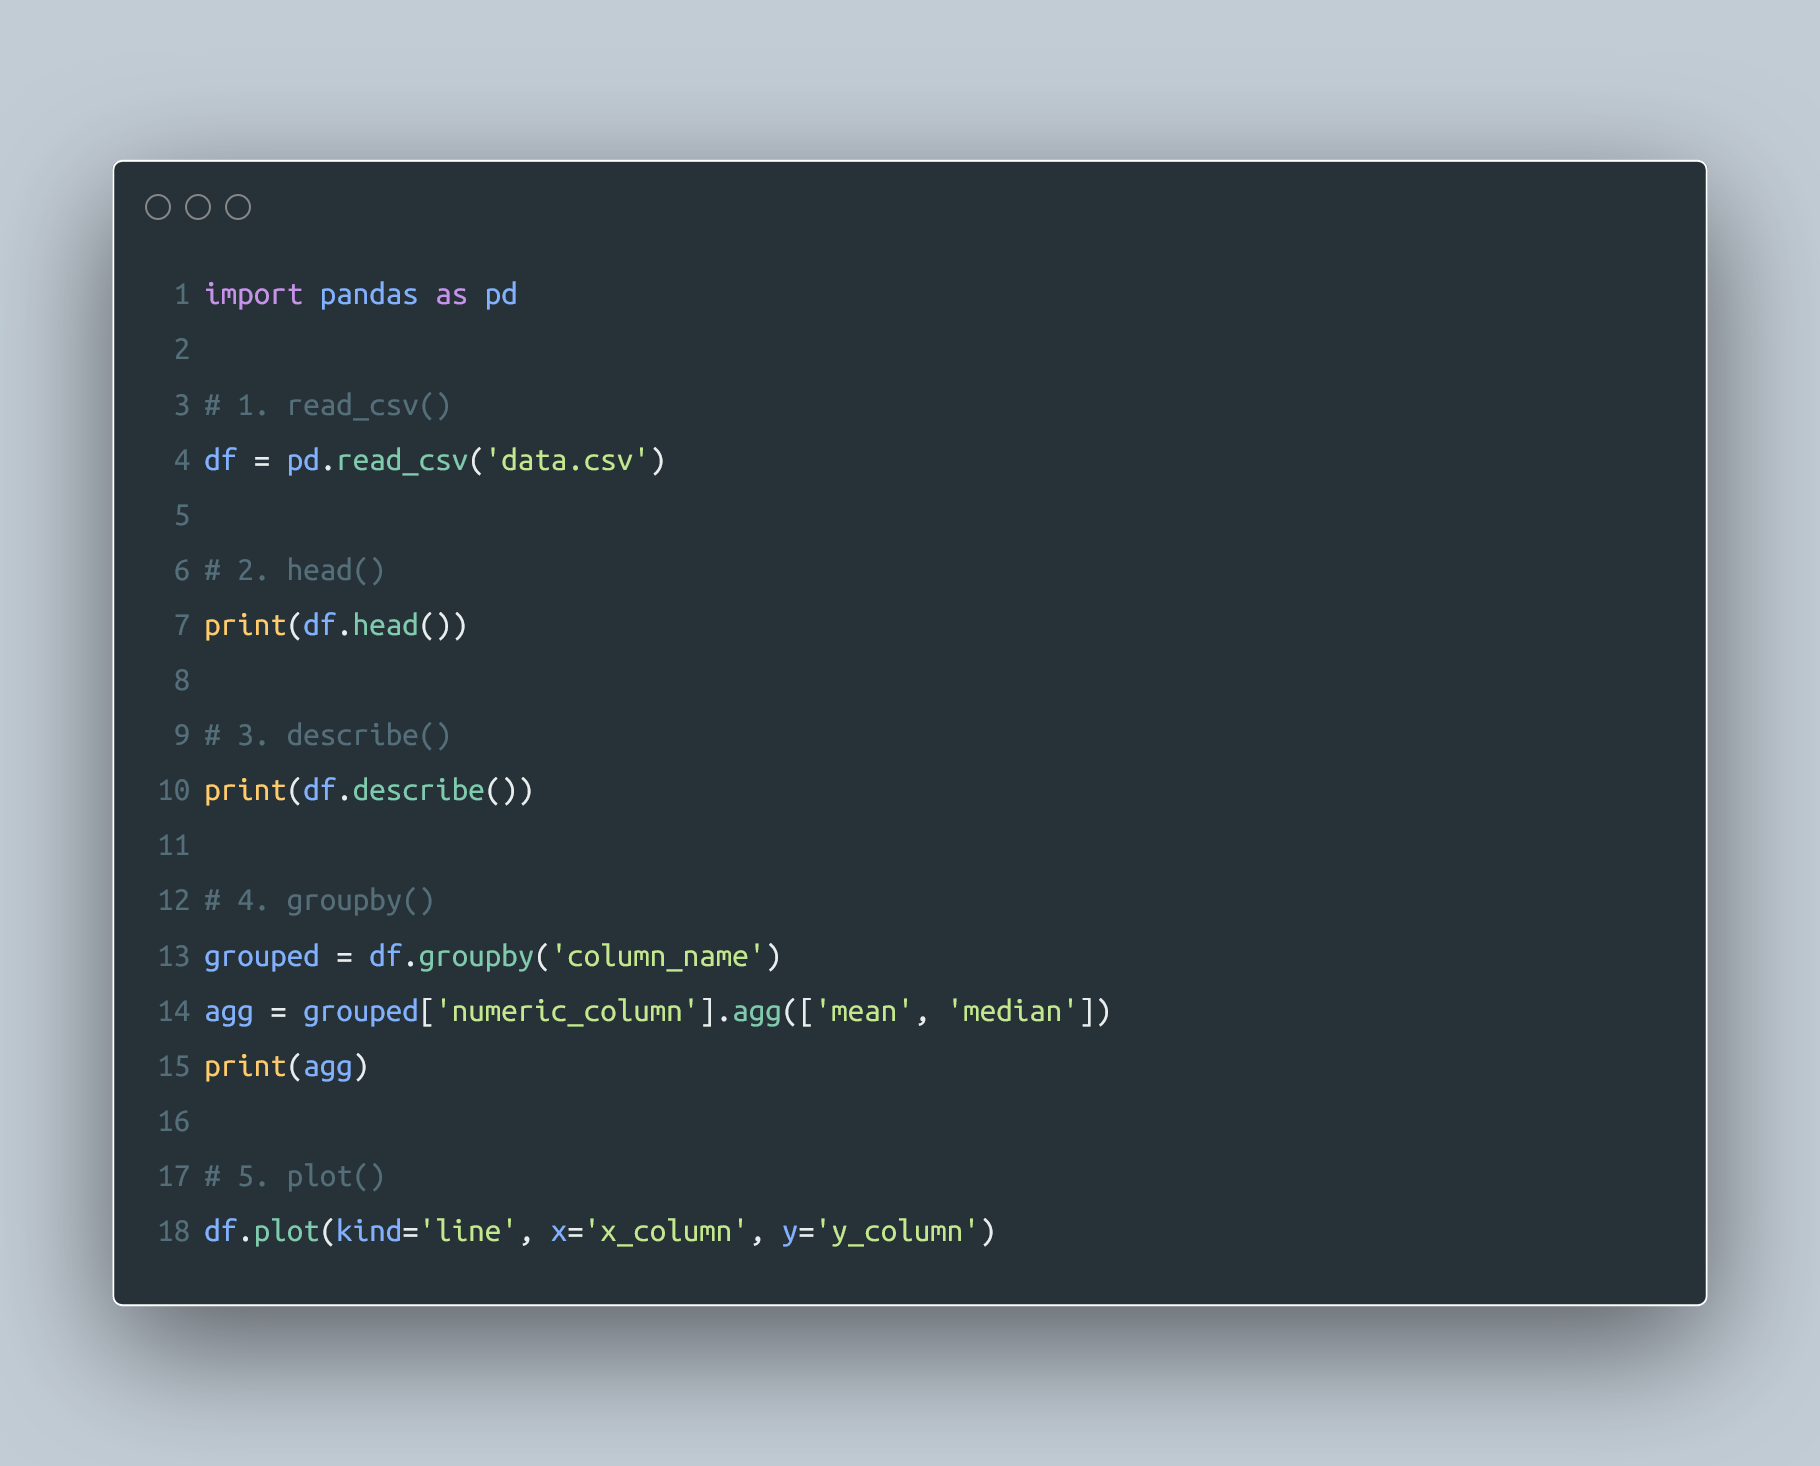 1 import pandas as pd
2
3 # 1. read_csv()
4 df = pd.read_csv('data.csv')
5
6 # 2. head()
7 print(df.head())
8
9 # 3. describe()
10 print(df.describe())
11
12 # 4. groupby()
13 grouped = df.groupby('column_name')
14 agg = grouped['numeric_column'].agg(['mean', 'median'])
15 print(agg)
16
17 # 5. plot()
18 df.plot(kind='line', x='x_column', y='y_column')